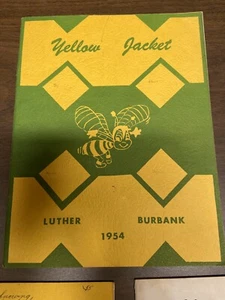 Yellow Jacket
LUTHER BURBANK
1954